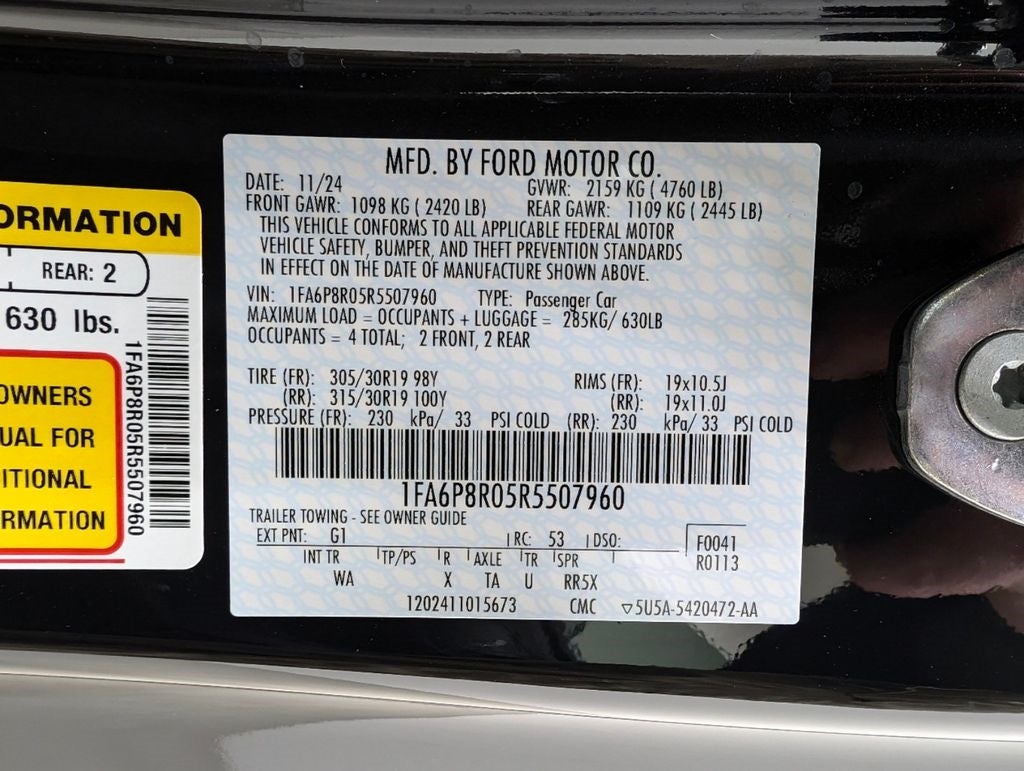 ORMATION
REAR: 2
630 lbs.
OWNERS
UAL FOR
ITIONAL
RMATION
1FA6P8R05R5507960
MFD. BY FORD MOTOR CO.
DATE: 11/24 GVWR: 2159 KG ( 4760 LB)
FRONT GAWR: 1098 KG ( 2420 LB) REAR GAWR: 1109 KG ( 2445 LB)
THIS VEHICLE CONFORMS TO ALL APPLICABLE FEDERAL MOTOR
VEHICLE SAFETY, BUMPER, AND THEFT PREVENTION STANDARDS
IN EFFECT ON THE DATE OF MANUFACTURE SHOWN ABOVE.
VIN: 1FA6P8R05R5507960 TYPE: Passenger Car
MAXIMUM LOAD = OCCUPANTS + LUGGAGE = 285KG/ 630LB
OCCUPANTS = 4 TOTAL; 2 FRONT, 2 REAR
TIRE (FR): 305/30R19 98Y RIMS (FR): 19x10.5J
(RR): 315/30R19 100Y (RR): 19x11.0J
PRESSURE (FR): 230 kPa/ 33 PSI COLD (RR): 230 kPa/ 33 PSI COLD
1FA6P8R05R5507960
TRAILER TOWING - SEE OWNER GUIDE
EXT PNT: G1 RC: 53 DSO: F0041
R0113
INT TR TP/PS R AXLE TR SPR
WA X TA U RR5X
1202411015673 CMC ▽5U5A-5420472-AA